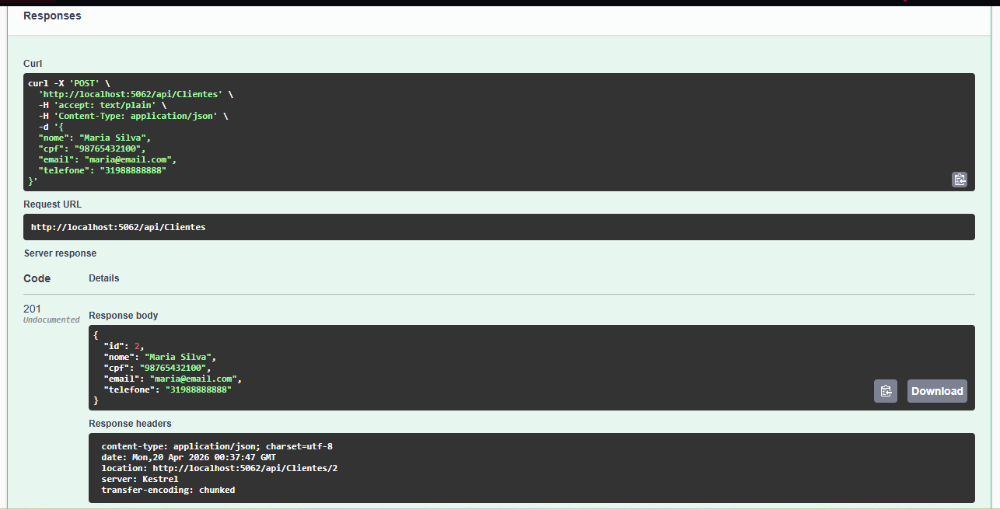 Responses
Curl
curl -X 'POST' \
  'http://localhost:5062/api/Clientes' \
  -H 'accept: text/plain' \
  -H 'Content-Type: application/json' \
  -d '{
  "nome": "Maria Silva",
  "cpf": "98765432100",
  "email": "maria@email.com",
  "telefone": "31988888888"
}'
Request URL
http://localhost:5062/api/Clientes
Server response
Code Details
201
Undocumented
Response body
{
  "id": 2,
  "nome": "Maria Silva",
  "cpf": "98765432100",
  "email": "maria@email.com",
  "telefone": "31988888888"
}
Download
Response headers
content-type: application/json; charset=utf-8
date: Mon,20 Apr 2026 00:37:47 GMT
location: http://localhost:5062/api/Clientes/2
server: Kestrel
transfer-encoding: chunked